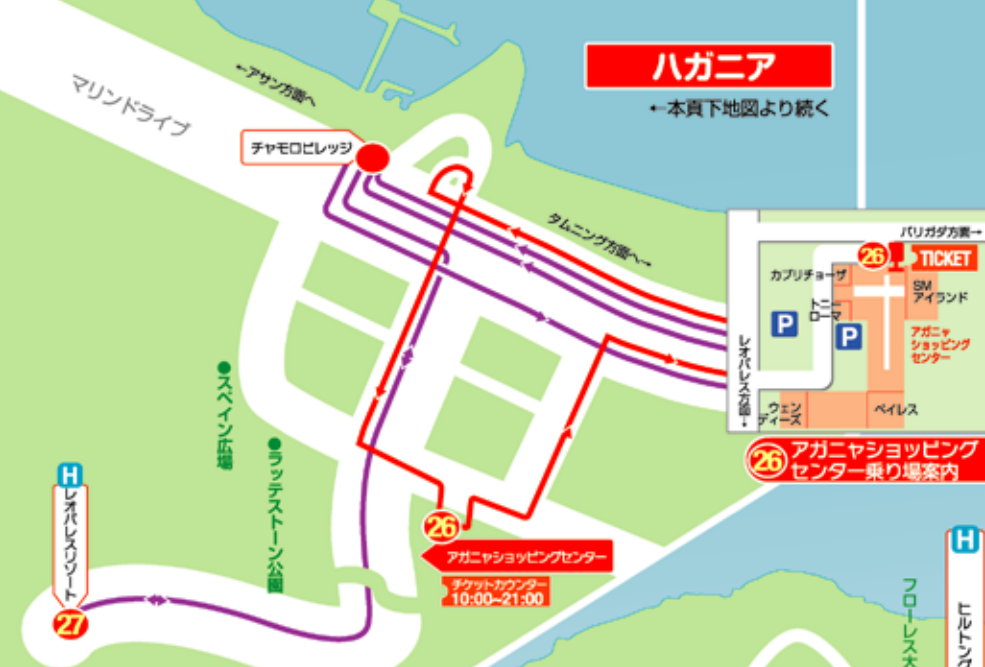 ハガニア
←本頁下地図より続く
←アサン方面へ
マリンドライブ
チャモロビレッジ
タムニング方面へ→
バリガダ方面→
26
TICKET
カプリチョーザ
SM
アイランド
トニー
ローマ
P
P
アガニャ
ショッピング
センター
レオパレス方面→
ウェン
ディーズ
ペイレス
26
アガニャショッピング
センター乗り場案内
●スペイン広場
●ラッテストーン公園
H
レオパレスリゾート
27
26
アガニャショッピングセンター
チケットカウンター
10:00~21:00
H
ヒルトング
フローレス大